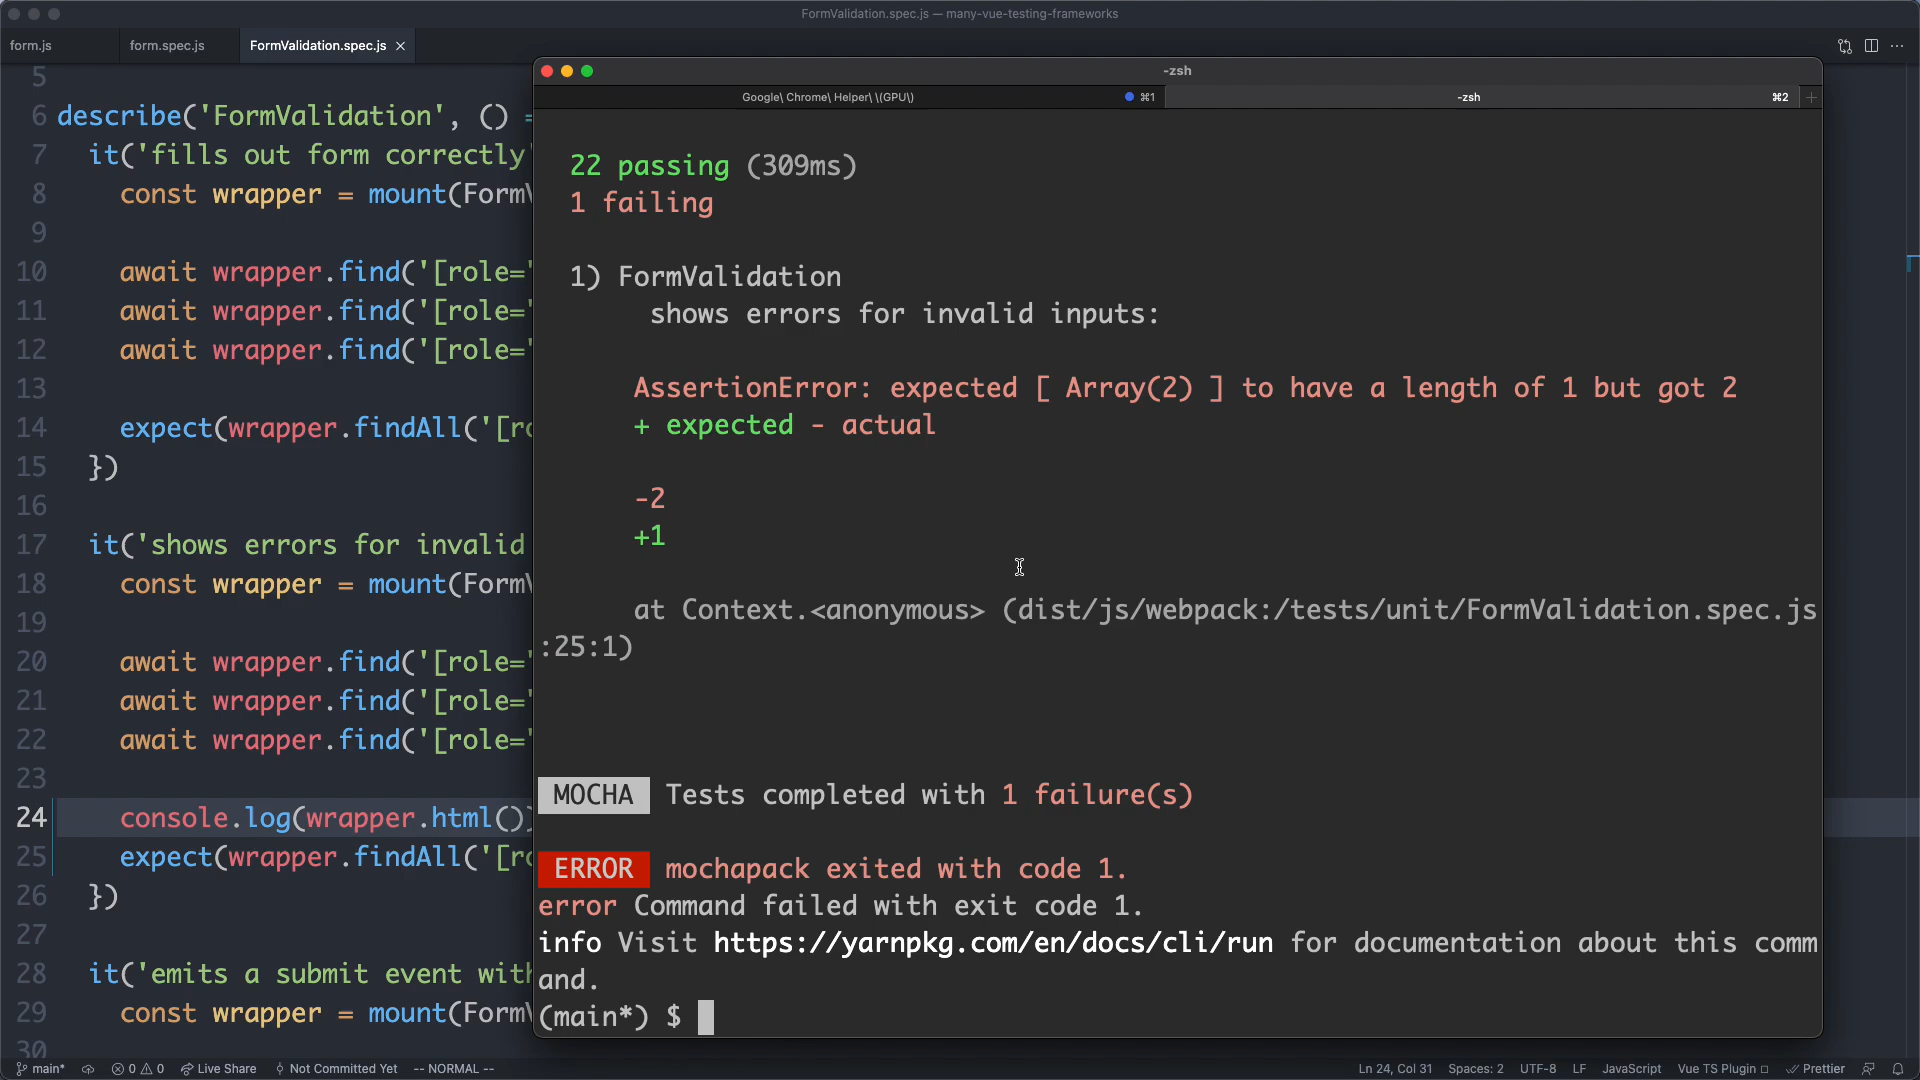 FormValidation.spec.js — many-vue-testing-frameworks
form.js
form.spec.js
FormValidation.spec.js
5
6 describe('FormValidation', () =
7 it('fills out form correctly'
8 const wrapper = mount(FormV
9
10 await wrapper.find('[role="
11 await wrapper.find('[role="
12 await wrapper.find('[role="
13
14 expect(wrapper.findAll('[ro
15 })
16
17 it('shows errors for invalid
18 const wrapper = mount(FormV
19
20 await wrapper.find('[role="
21 await wrapper.find('[role="
22 await wrapper.find('[role="
23
24 console.log(wrapper.html())
25 expect(wrapper.findAll('[ro
26 })
27
28 it('emits a submit event with
29 const wrapper = mount(FormV
30
-zsh
Google\ Chrome\ Helper\ \(GPU\) ⌘1
-zsh ⌘2
22 passing (309ms)
1 failing
1) FormValidation
shows errors for invalid inputs:
AssertionError: expected [ Array(2) ] to have a length of 1 but got 2
+ expected - actual
-2
+1
at Context.<anonymous> (dist/js/webpack:/tests/unit/FormValidation.spec.js
:25:1)
MOCHA Tests completed with 1 failure(s)
ERROR mochapack exited with code 1.
error Command failed with exit code 1.
info Visit https://yarnpkg.com/en/docs/cli/run for documentation about this comm
and.
(main*) $
main* 0 0 Live Share Not Committed Yet -- NORMAL -- Ln 24, Col 31 Spaces: 2 UTF-8 LF JavaScript Vue TS Plugin Prettier